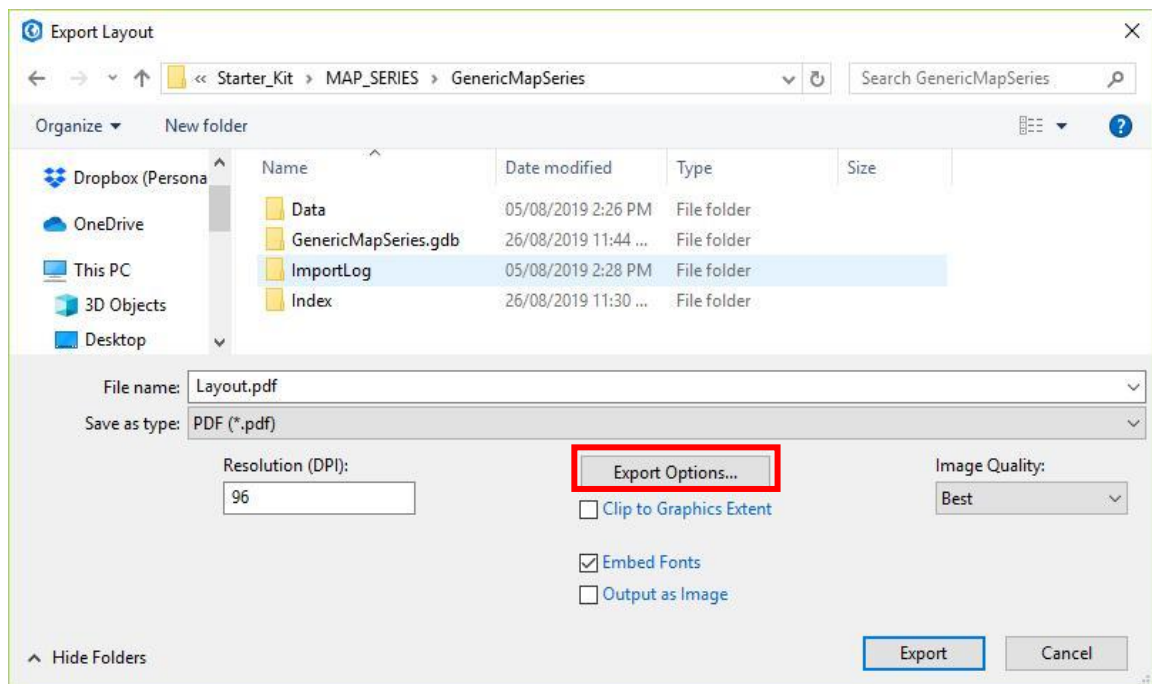 Export Layout
« Starter_Kit > MAP_SERIES > GenericMapSeries
Search GenericMapSeries
Organize
New folder
Dropbox (Persona
OneDrive
This PC
3D Objects
Desktop
Name Date modified Type Size
Data 05/08/2019 2:26 PM File folder
GenericMapSeries.gdb 26/08/2019 11:44 ... File folder
ImportLog 05/08/2019 2:28 PM File folder
Index 26/08/2019 11:30 ... File folder
File name: Layout.pdf
Save as type: PDF (*.pdf)
Resolution (DPI):
96
Export Options...
Clip to Graphics Extent
Embed Fonts
Output as Image
Image Quality:
Best
Hide Folders
Export
Cancel